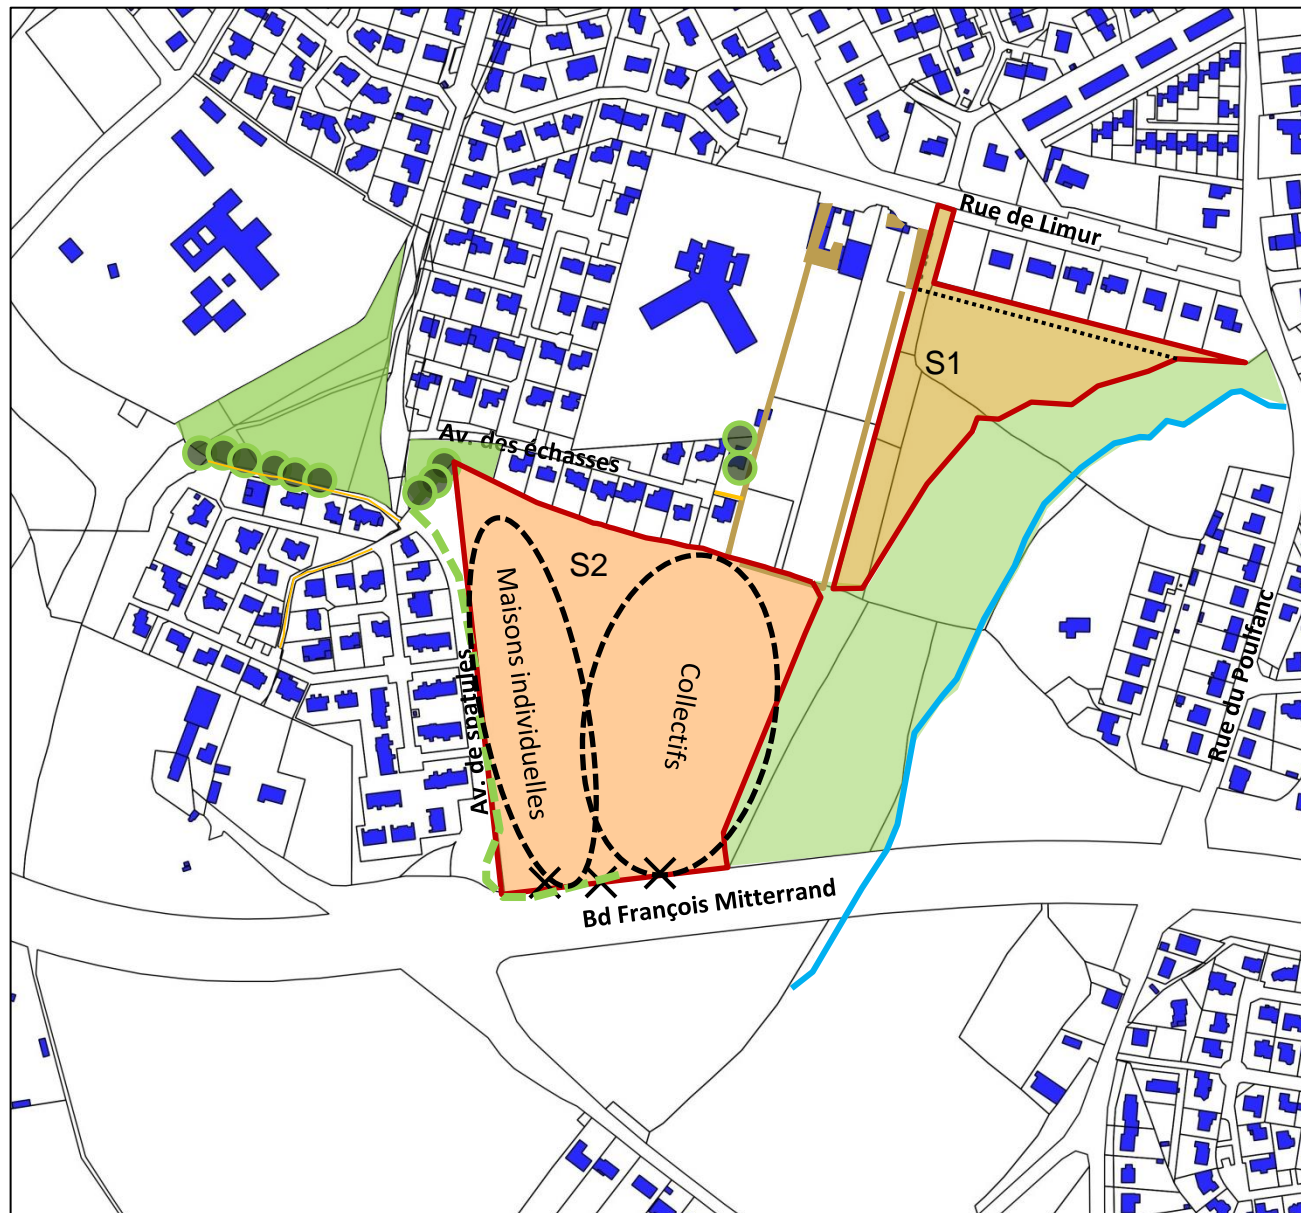 Rue de Limur
S1
Av. des échasses
S2
Maisons individuelles
Collectifs
Av. de spatules
Rue du Poulfanc
Bd François Mitterrand